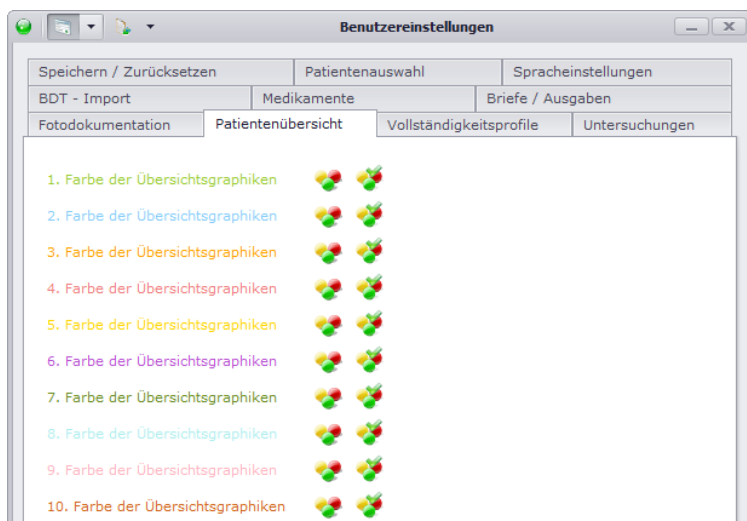 Benutzereinstellungen
Speichern / Zurücksetzen Patientenauswahl Spracheinstellungen
BDT - Import Medikamente Briefe / Ausgaben
Fotodokumentation Patientenübersicht Vollständigkeitsprofile Untersuchungen
1. Farbe der Übersichtsgraphiken
2. Farbe der Übersichtsgraphiken
3. Farbe der Übersichtsgraphiken
4. Farbe der Übersichtsgraphiken
5. Farbe der Übersichtsgraphiken
6. Farbe der Übersichtsgraphiken
7. Farbe der Übersichtsgraphiken
8. Farbe der Übersichtsgraphiken
9. Farbe der Übersichtsgraphiken
10. Farbe der Übersichtsgraphiken